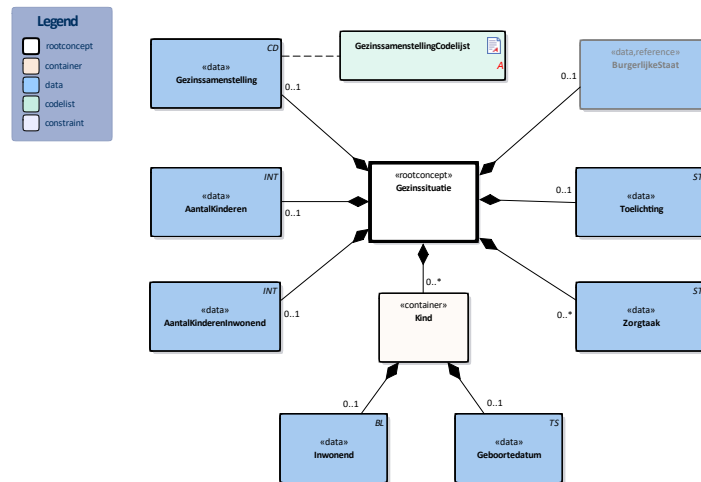 Legend
rootconcept
container
data
codelist
constraint
CD
«data»
Gezinssamenstelling
0..1
GezinssamenstellingCodelijst
A
«data,reference»
BurgerlijkeStaat
0..1
«rootconcept»
Gezinssituatie
INT
«data»
AantalKinderen
0..1
ST
«data»
Toelichting
0..1
INT
«data»
AantalKinderenInwonend
0..1
0..*
«container»
Kind
ST
«data»
Zorgtaak
0..*
0..1
0..1
BL
«data»
Inwonend
TS
«data»
Geboortedatum